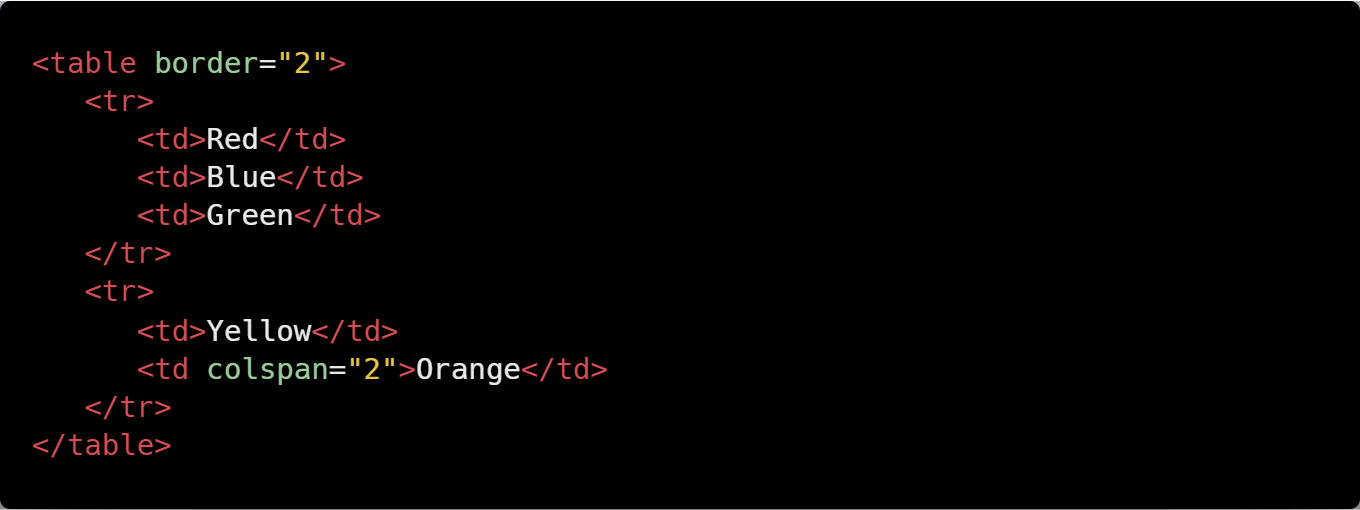 <table border="2">
   <tr>
      <td>Red</td>
      <td>Blue</td>
      <td>Green</td>
   </tr>
   <tr>
      <td>Yellow</td>
      <td colspan="2">Orange</td>
   </tr>
</table>